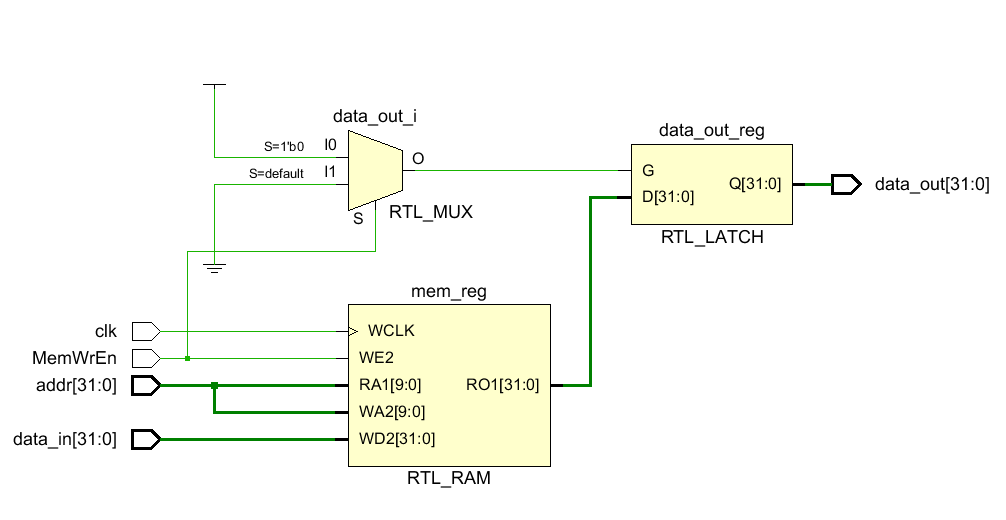 data_out_i
S=1'b0 I0
S=default I1
O
S
RTL_MUX
data_out_reg
G
D[31:0]
Q[31:0]
RTL_LATCH
data_out[31:0]
mem_reg
clk
MemWrEn
addr[31:0]
data_in[31:0]
WCLK
WE2
RA1[9:0]
WA2[9:0]
WD2[31:0]
RO1[31:0]
RTL_RAM